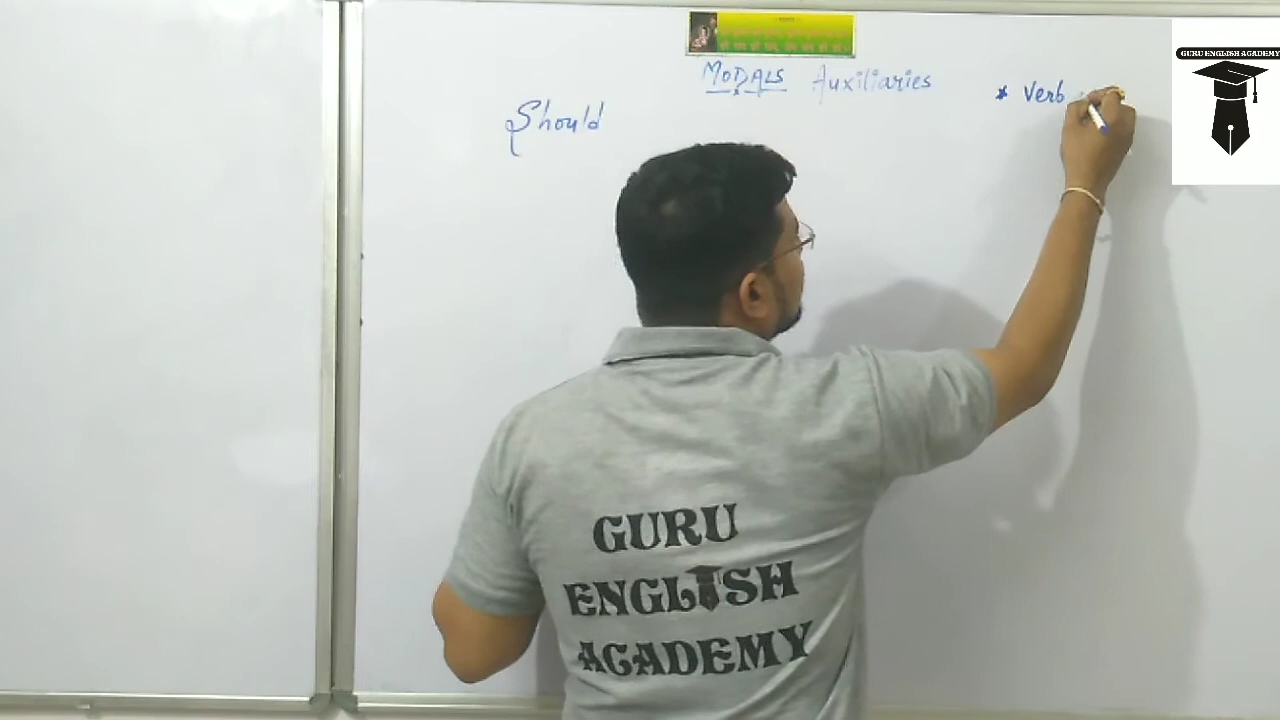 MODALS Auxiliaries
Should
* Verb
GURU
ENGLISH
ACADEMY
GURU ENGLISH ACADEMY